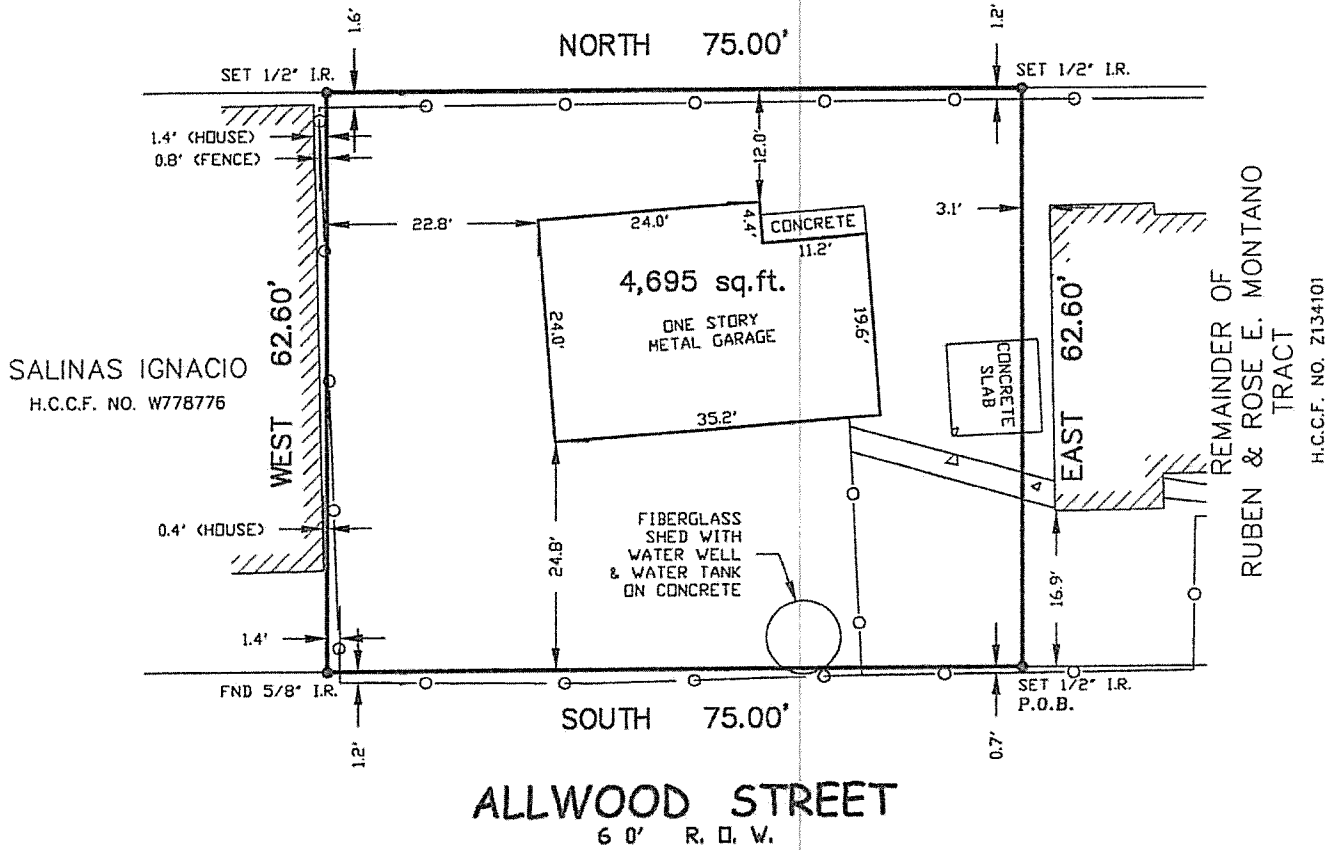 1.6'
1.2'
NORTH 75.00'
SET 1/2" I.R.
SET 1/2" I.R.
1.4' (HOUSE)
0.8' (FENCE)
12.0'
22.8'
24.0'
4.4'
CONCRETE
11.2'
3.1'
4,695 sq.ft.
ONE STORY
METAL GARAGE
24.0'
19.6'
35.2'
CONCRETE
SLAB
WEST 62.60'
EAST 62.60'
SALINAS IGNACIO
H.C.C.F. NO. W778776
REMAINDER OF
RUBEN & ROSE E. MONTANO
TRACT
H.C.C.F. NO. Z134101
0.4' (HOUSE)
24.8'
FIBERGLASS
SHED WITH
WATER WELL
& WATER TANK
ON CONCRETE
16.9'
1.4'
FND 5/8" I.R.
SET 1/2" I.R.
P.O.B.
SOUTH 75.00'
1.2'
0.7'
ALLWOOD STREET
60' R.O.W.